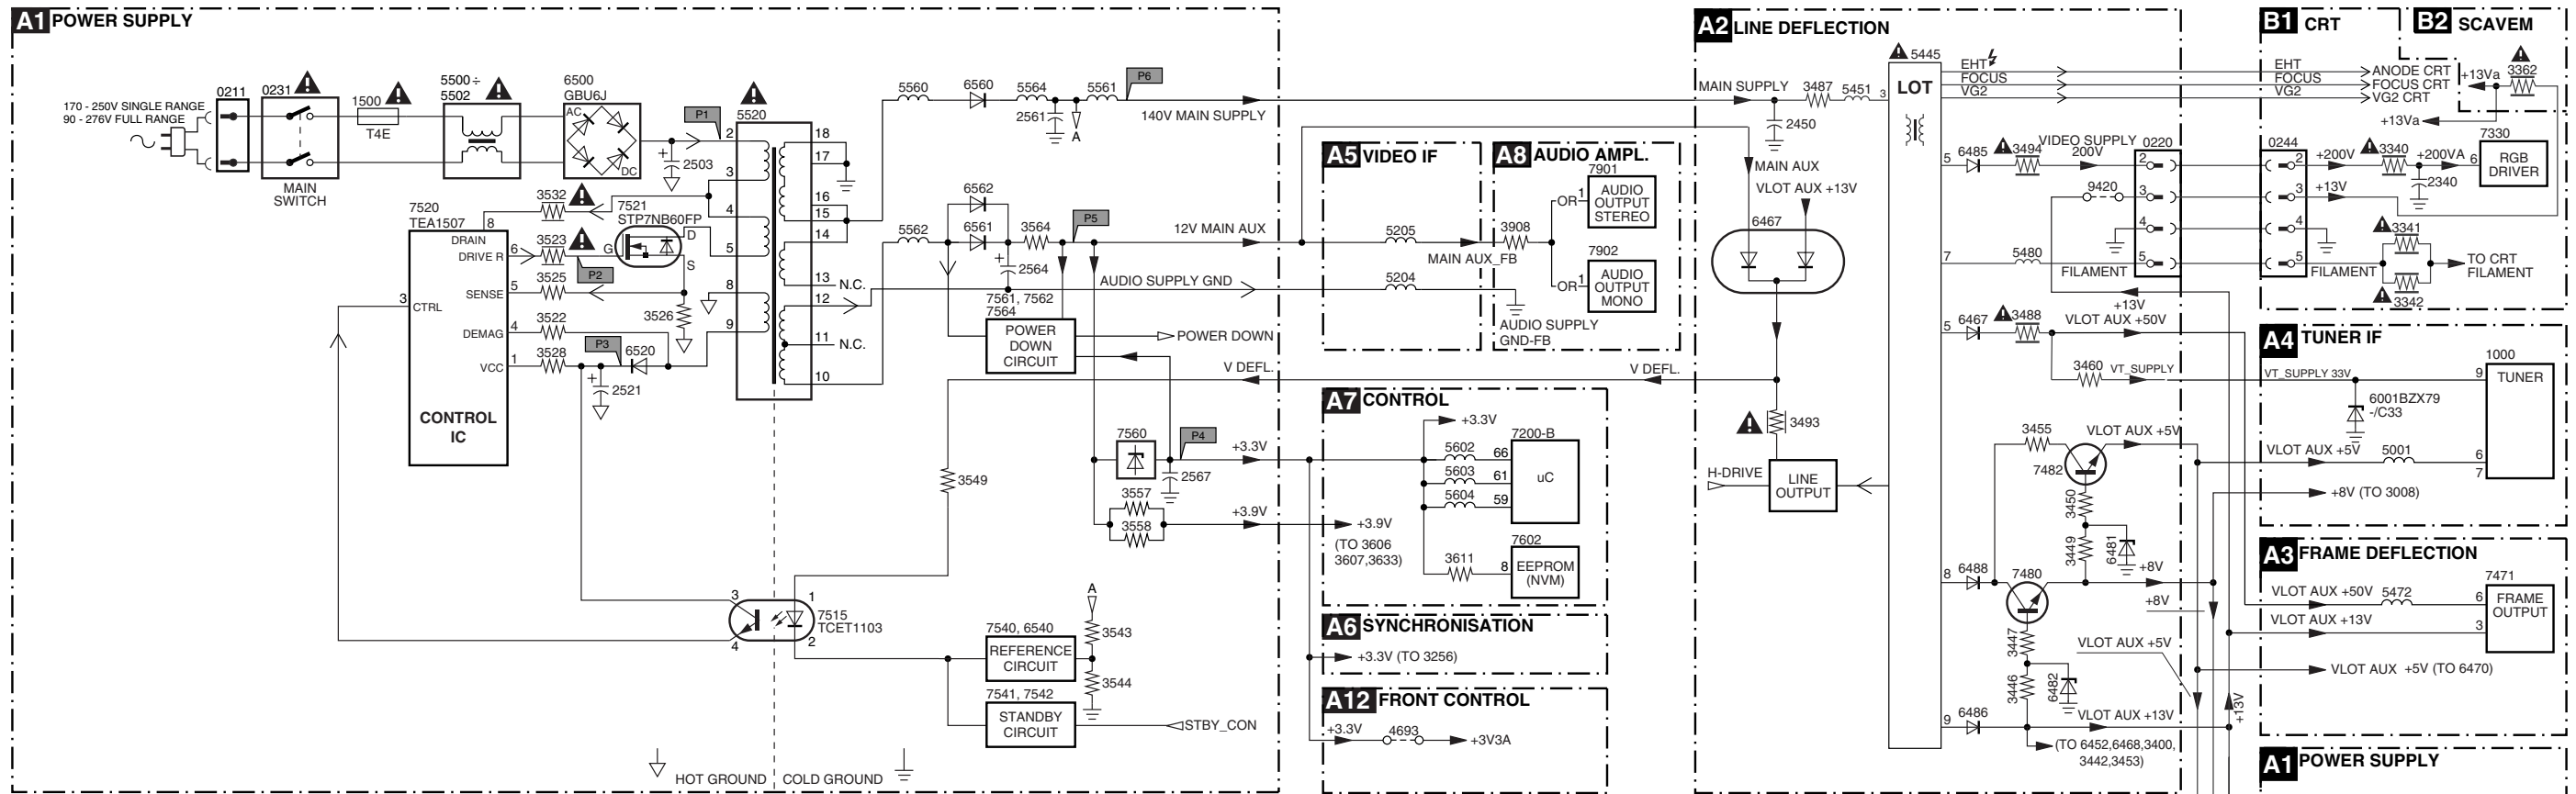 A1 POWER SUPPLY
0211
0231
1500
T4E
5500÷
5502
6500
GBU6J
AC
DC
170 - 250V SINGLE RANGE
90 - 276V FULL RANGE
MAIN
SWITCH
P1
2503
5520
2
3
4
5
8
9
18
17
16
15
14
13
N.C.
12
11
N.C.
10
7520
TEA1507
8
DRAIN
6
DRIVE R
5
SENSE
3
CTRL
4
DEMAG
1
VCC
CONTROL
IC
3532
3523
P2
3525
3522
3528
3526
7521
STP7NB60FP
G
D
S
P3
6520
2521
5560
6560
5564
5561
P6
2561
A
140V MAIN SUPPLY
5562
6562
6561
3564
P5
2564
12V MAIN AUX
AUDIO SUPPLY GND
7561, 7562
7564
POWER
DOWN
CIRCUIT
POWER DOWN
V DEFL.
7560
P4
2567
+3.3V
3557
3558
+3.9V
3549
3
4
1
2
7515
TCET1103
7540, 6540
REFERENCE
CIRCUIT
A
3543
3544
7541, 7542
STANDBY
CIRCUIT
STBY_CON
HOT GROUND
COLD GROUND
A5 VIDEO IF
5205
MAIN AUX_FB
5204
A8 AUDIO AMPL.
7901
AUDIO
OUTPUT
STEREO
OR 1
3908
7902
AUDIO
OUTPUT
MONO
OR 1
AUDIO SUPPLY
GND-FB
A7 CONTROL
+3.3V
7200-B
5602
66
5603
61
5604
59
uC
+3.9V
(TO 3606
3607,3633)
7602
3611
8
EEPROM
(NVM)
A6 SYNCHRONISATION
+3.3V (TO 3256)
A12 FRONT CONTROL
+3.3V
4693
+3V3A
A2 LINE DEFLECTION
MAIN SUPPLY
3487
5451
3
2450
MAIN AUX
VLOT AUX +13V
6467
V DEFL.
3493
H-DRIVE
LINE
OUTPUT
5445
LOT
EHT
FOCUS
VG2
5
6485
3494
VIDEO SUPPLY
200V
0220
2
3
4
5
9420
7
5480
FILAMENT
+13V
5
6467
3488
VLOT AUX +50V
3460
VT_SUPPLY
3455
VLOT AUX +5V
7482
3450
3449
6481
8
6488
7480
+8V
+8V
3447
3446
6482
VLOT AUX +5V
9
6486
VLOT AUX +13V
(TO 6452,6468,3400,
3442,3453)
+13V
B1 CRT
B2 SCAVEM
EHT
FOCUS
VG2
ANODE CRT
FOCUS CRT
VG2 CRT
+13Va
3362
+13Va
0244
2
3
4
5
+200V
3340
+200VA
6
7330
RGB
DRIVER
2340
+13V
3341
FILAMENT
3342
TO CRT
FILAMENT
A4 TUNER IF
1000
VT_SUPPLY 33V
9
TUNER
6001BZX79
-/C33
VLOT AUX +5V
5001
6
7
+8V (TO 3008)
A3 FRAME DEFLECTION
7471
VLOT AUX +50V
5472
6
FRAME
OUTPUT
VLOT AUX +13V
3
VLOT AUX +5V (TO 6470)
A1 POWER SUPPLY